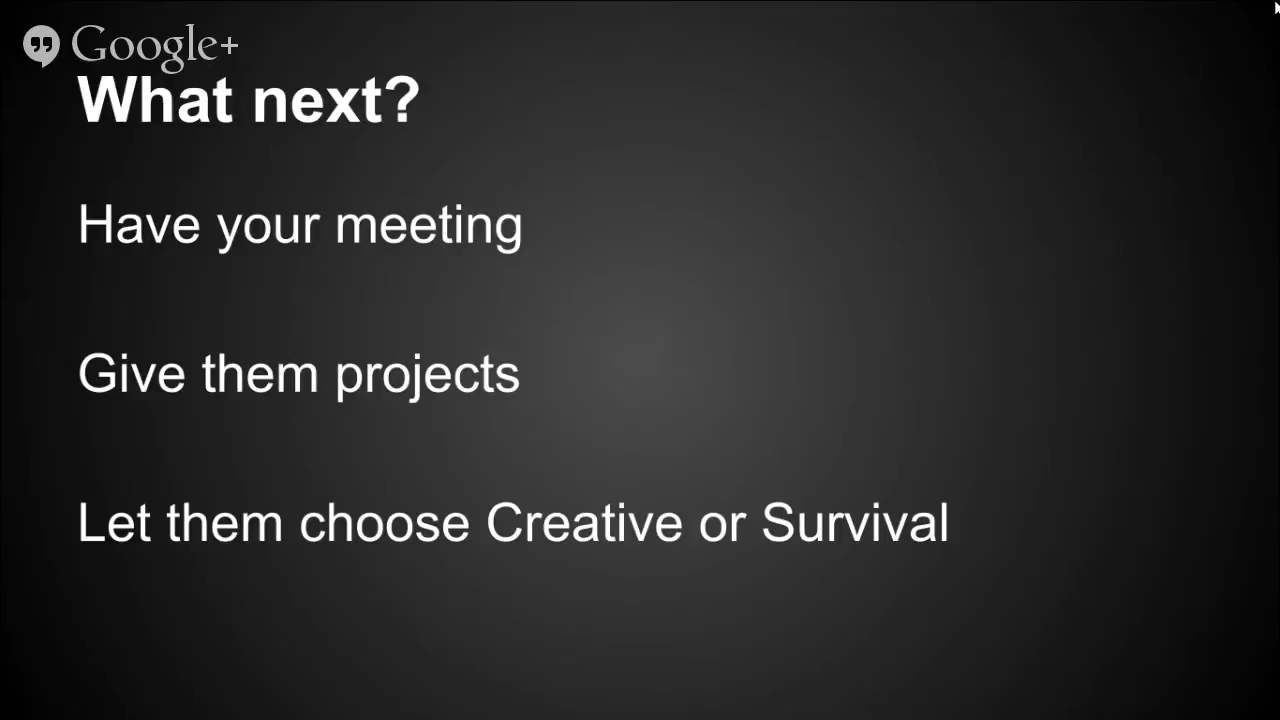 Google+
What next?
Have your meeting
Give them projects
Let them choose Creative or Survival